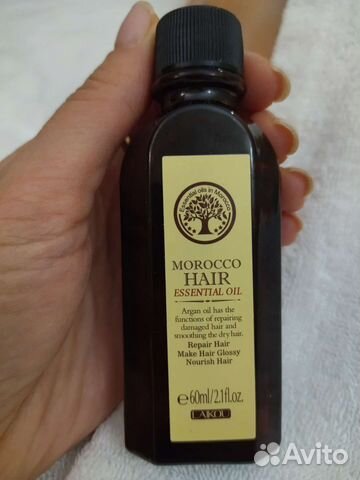 Essential oils in Morocco
MOROCCO
HAIR
ESSENTIAL OIL
Argan oil has the
functions of repairing
damaged hair and
smoothing the dry hair.
Repair Hair
Make Hair Glossy
Nourish Hair
℮60ml/2.1fl.oz.
LAIKOU
Avito